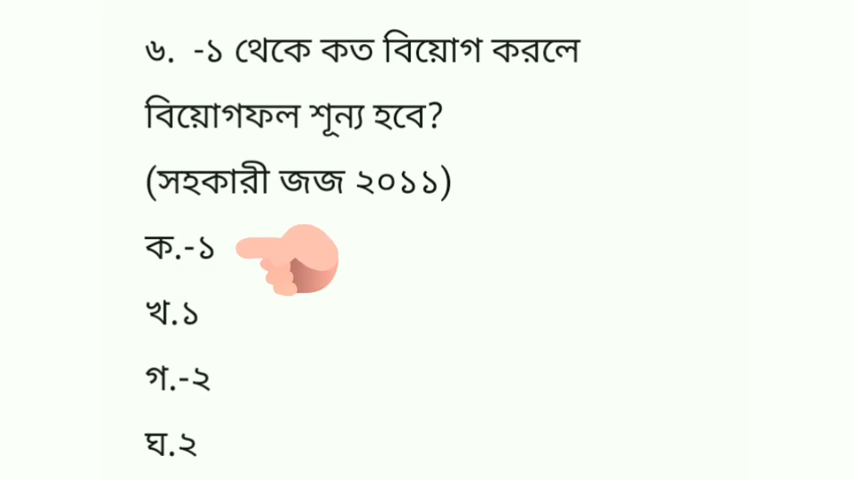 ৬. -১ থেকে কত বিয়োগ করলে
বিয়োগফল শূন্য হবে?
(সহকারী জজ ২০১১)
ক.-১
খ.১
গ.-২
ঘ.২